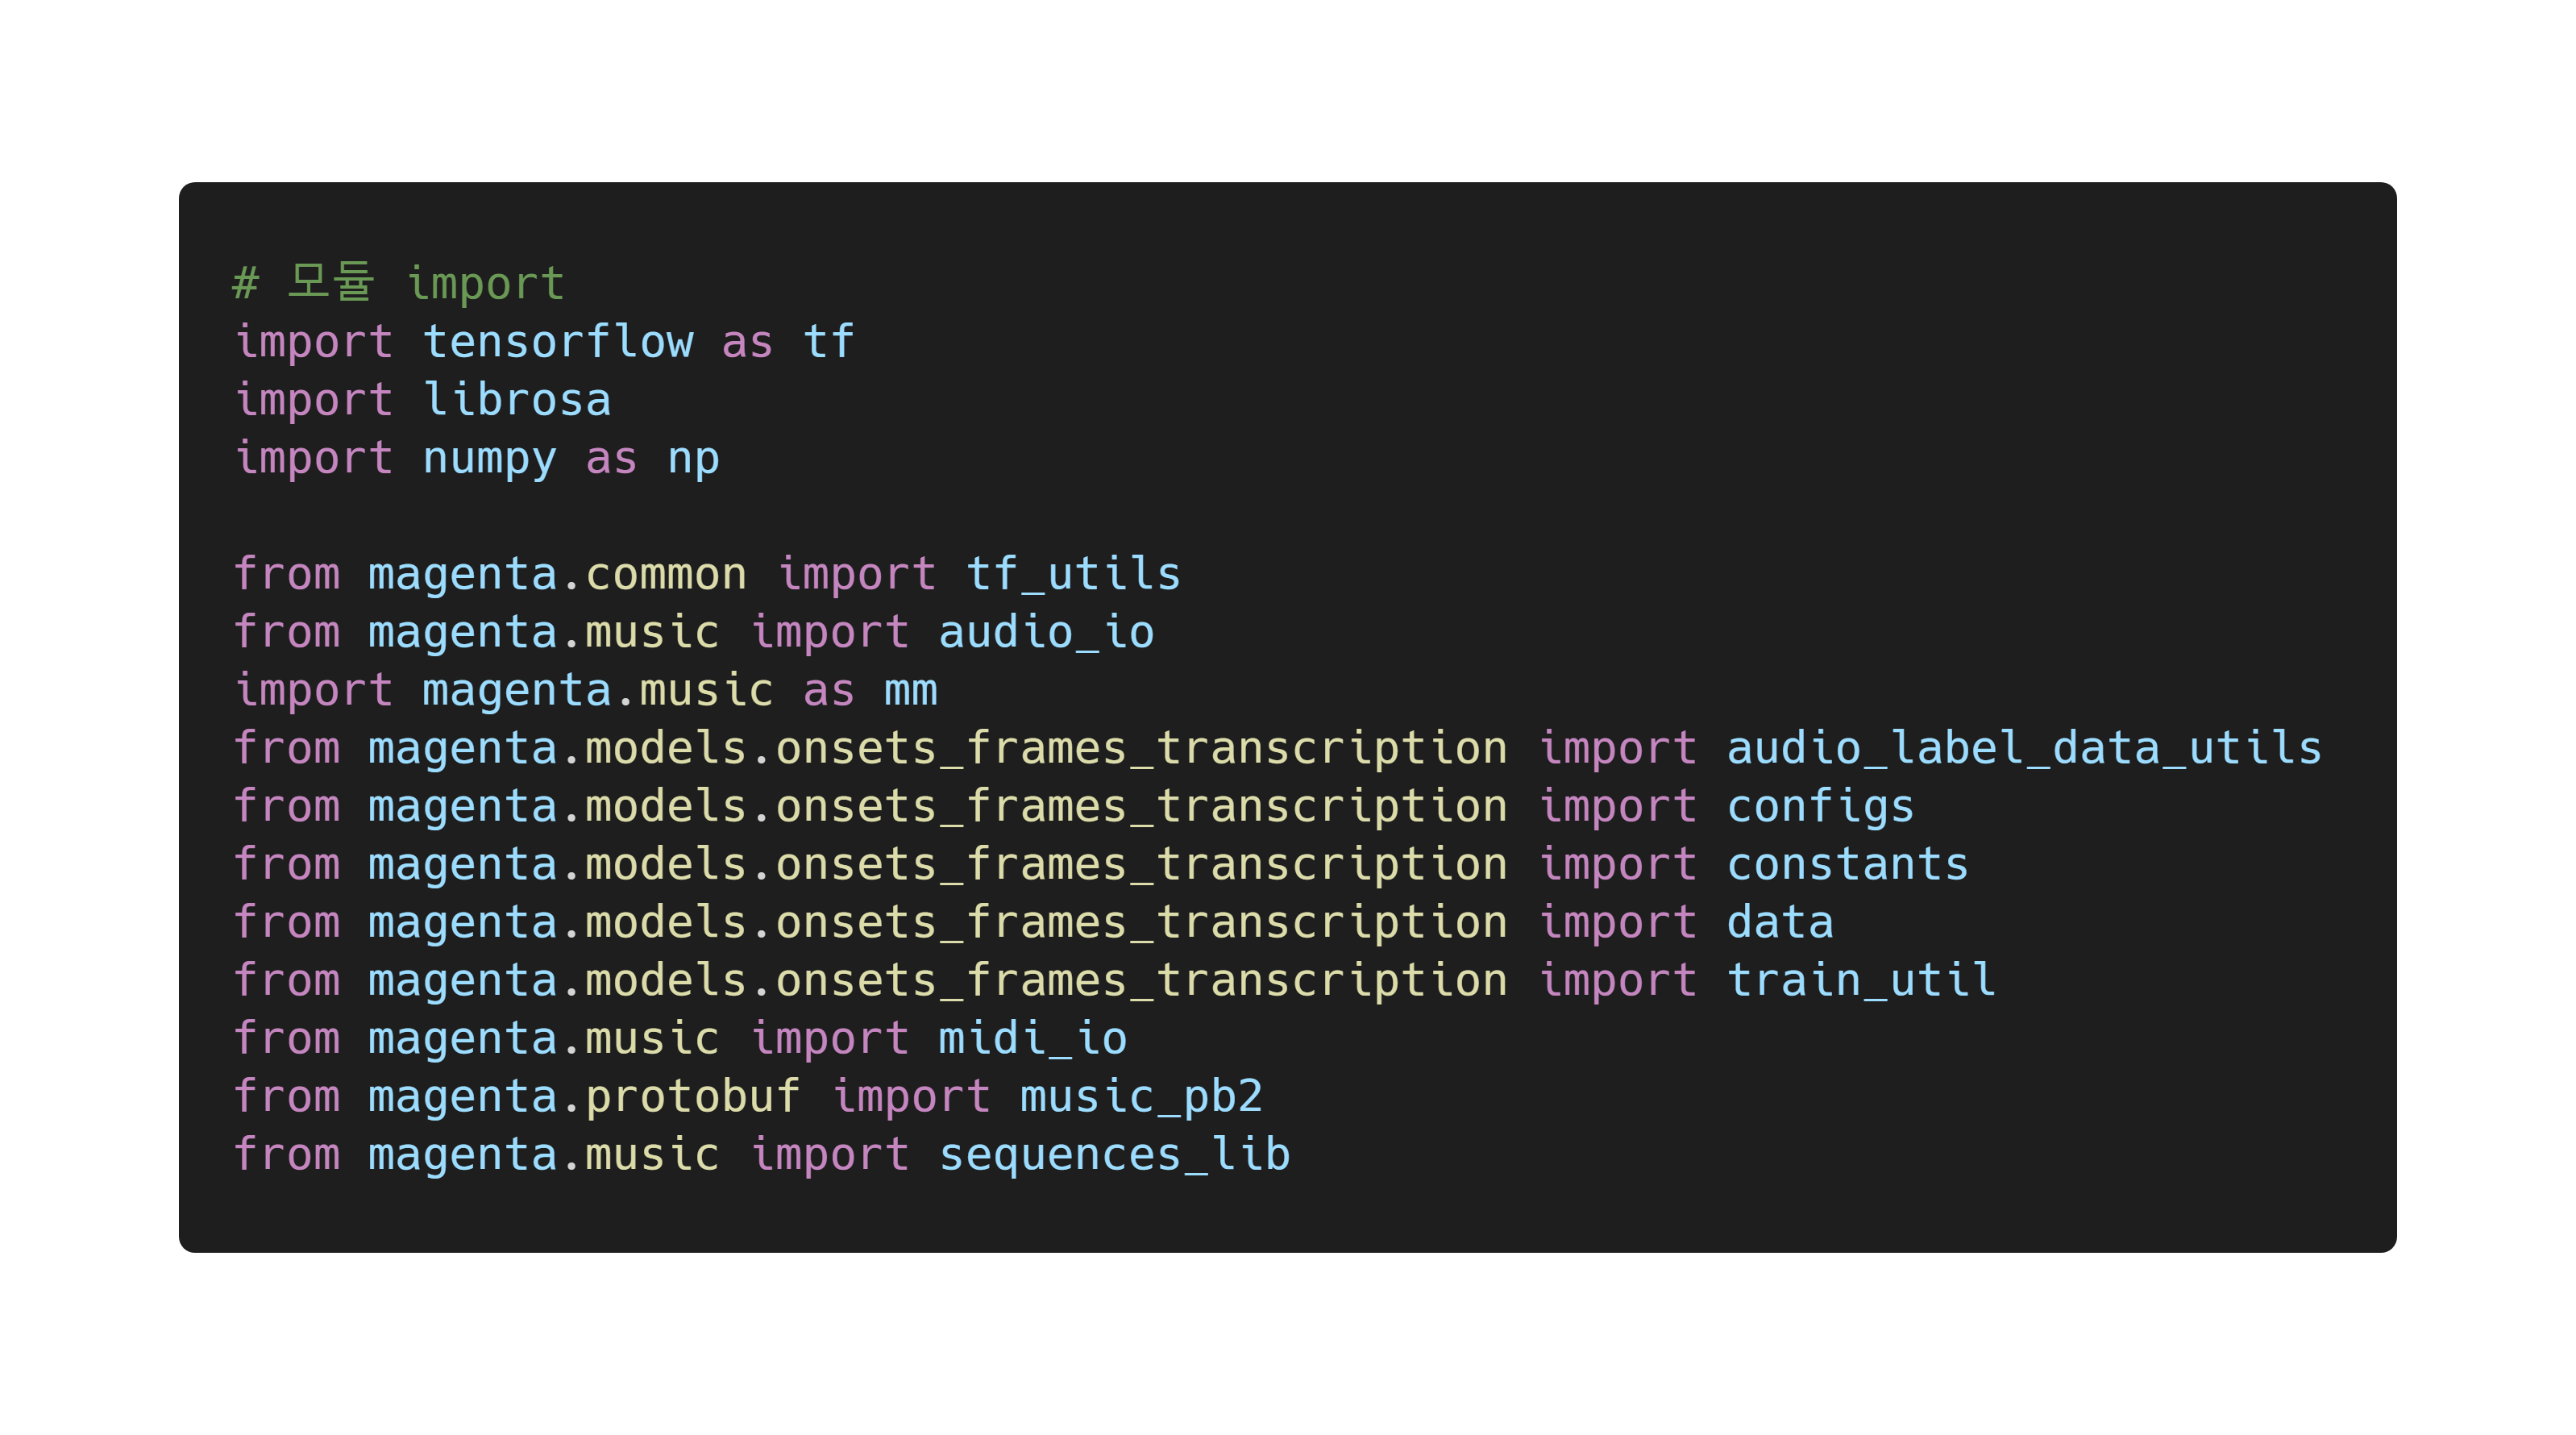 # 모듈 import
import tensorflow as tf
import librosa
import numpy as np
from magenta.common import tf_utils
from magenta.music import audio_io
import magenta.music as mm
from magenta.models.onsets_frames_transcription import audio_label_data_utils
from magenta.models.onsets_frames_transcription import configs
from magenta.models.onsets_frames_transcription import constants
from magenta.models.onsets_frames_transcription import data
from magenta.models.onsets_frames_transcription import train_util
from magenta.music import midi_io
from magenta.protobuf import music_pb2
from magenta.music import sequences_lib